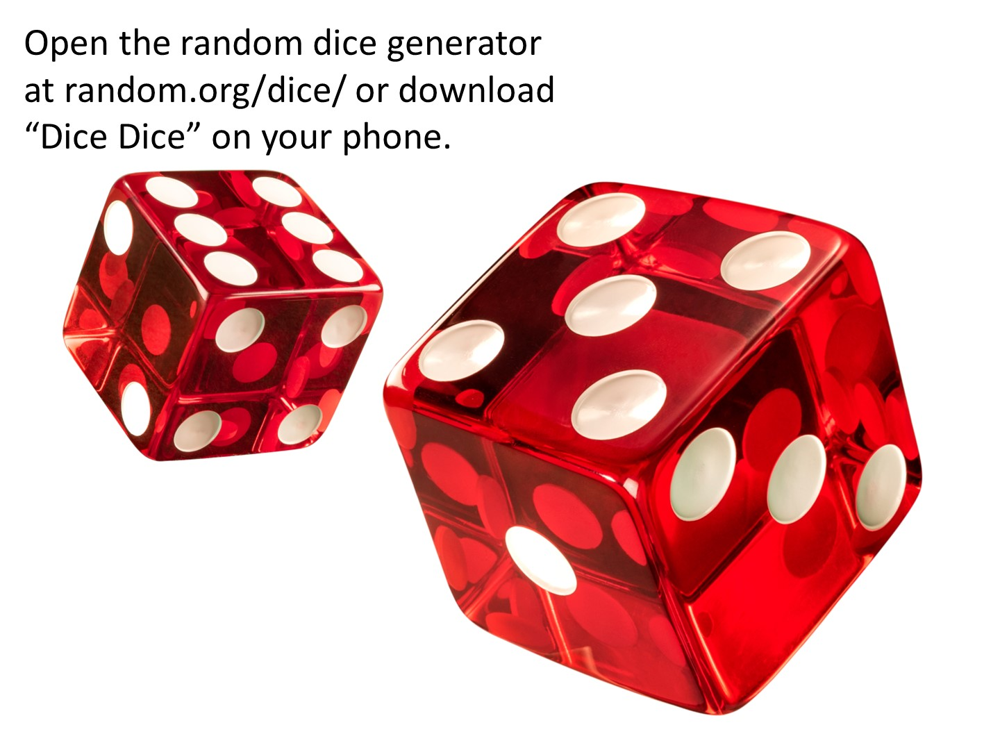 Open the random dice generator
at random.org/dice/ or download
“Dice Dice” on your phone.